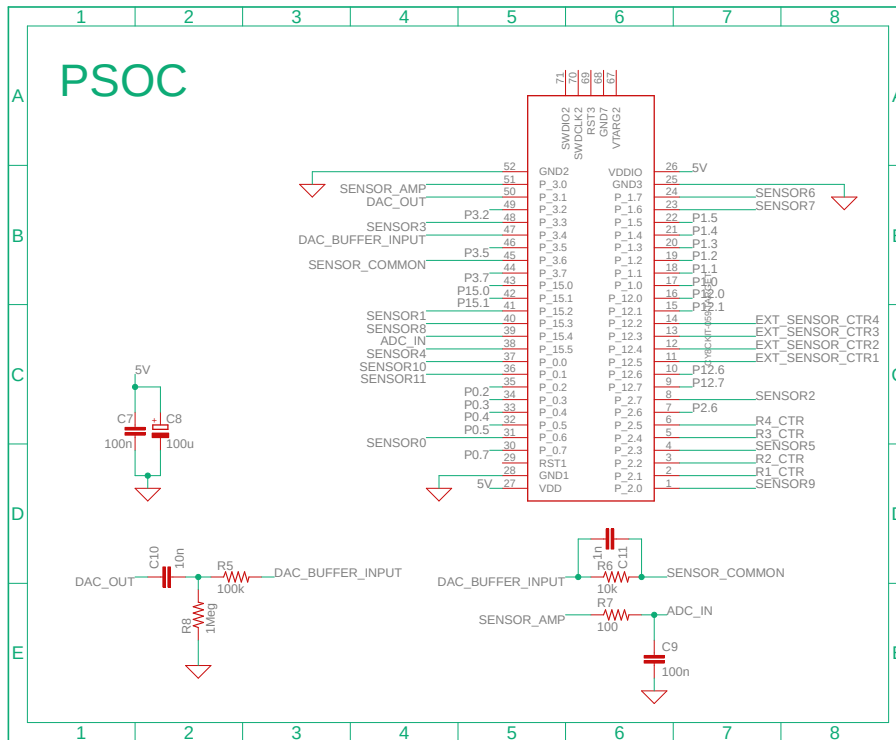 1 2 3 4 5 6 7 8
A
A
PSOC
71 70 69 68 67
SWDIO2
SWDCLK2
RST3
GND7
VTARG2
52 GND2 VDDIO 26 5V
SENSOR_AMP 51 P_3.0 GND3 25
DAC_OUT 50 P_3.1 P_1.7 24 SENSOR6
P3.2 49 P_3.2 P_1.6 23 SENSOR7
SENSOR3 48 P_3.3 P_1.5 22 P1.5
DAC_BUFFER_INPUT 47 P_3.4 P_1.4 21 P1.4
P3.5 46 P_3.5 P_1.3 20 P1.3
SENSOR_COMMON 45 P_3.6 P_1.2 19 P1.2
P3.7 44 P_3.7 P_1.1 18 P1.1
P15.0 43 P_15.0 P_1.0 17 P1.0
P15.1 42 P_15.1 P_12.0 16 P12.0
SENSOR1 41 P_15.2 P_12.1 15 P12.1
SENSOR8 40 P_15.3 P_12.2 14 EXT_SENSOR_CTR4
ADC_IN 39 P_15.4 P_12.3 13 EXT_SENSOR_CTR3
SENSOR4 38 P_15.5 P_12.4 12 EXT_SENSOR_CTR2
SENSOR10 37 P_0.0 P_12.5 11 EXT_SENSOR_CTR1
SENSOR11 36 P_0.1 P_12.6 10 P12.6
P0.2 35 P_0.2 P_12.7 9 P12.7
P0.3 34 P_0.3 P_2.7 8 SENSOR2
P0.4 33 P_0.4 P_2.6 7 P2.6
P0.5 32 P_0.5 P_2.5 6 R4_CTR
SENSOR0 31 P_0.6 P_2.4 5 R3_CTR
P0.7 30 P_0.7 P_2.3 4 SENSOR5
29 RST1 P_2.2 3 R2_CTR
28 GND1 P_2.1 2 R1_CTR
5V 27 VDD P_2.0 1 SENSOR9
B
B
C
C
5V
C7 C8
+
100n 100u
D
D
C10
10n
DAC_OUT
R5
100k
DAC_BUFFER_INPUT
R8
1Meg
1n
C11
DAC_BUFFER_INPUT
R6
10k
SENSOR_COMMON
SENSOR_AMP
R7
100
ADC_IN
C9
100n
E
E
1 2 3 4 5 6 7 8